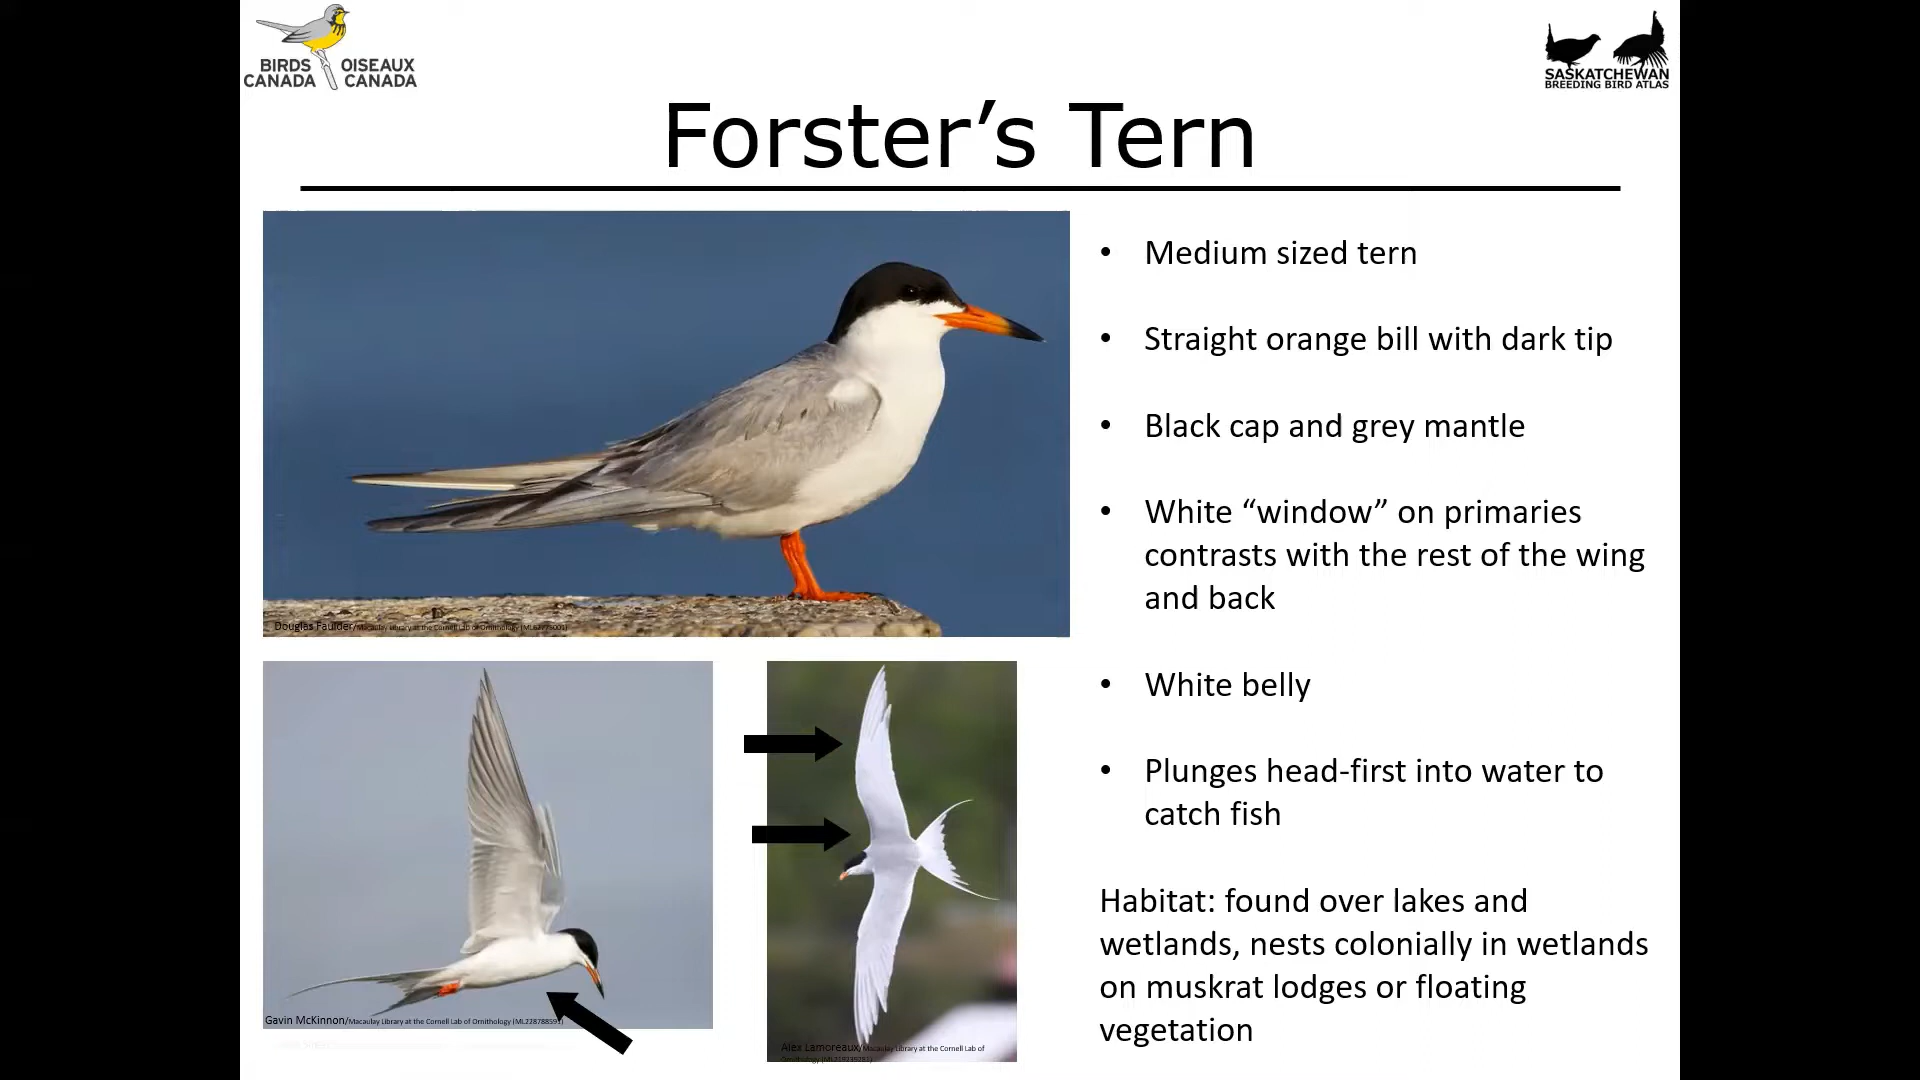 BIRDS CANADA
OISEAUX CANADA
SASKATCHEWAN
BREEDING BIRD ATLAS
Forster’s Tern
• Medium sized tern
• Straight orange bill with dark tip
• Black cap and grey mantle
• White “window” on primaries
contrasts with the rest of the wing
and back
• White belly
• Plunges head-first into water to
catch fish
Habitat: found over lakes and
wetlands, nests colonially in wetlands
on muskrat lodges or floating
vegetation
Douglas Faulder/Macaulay Library at the Cornell Lab of Ornithology
Gavin McKinnon/Macaulay Library at the Cornell Lab of Ornithology (ML228788591)
Alex Lamoreaux/Macaulay Library at the Cornell Lab of
Ornithology